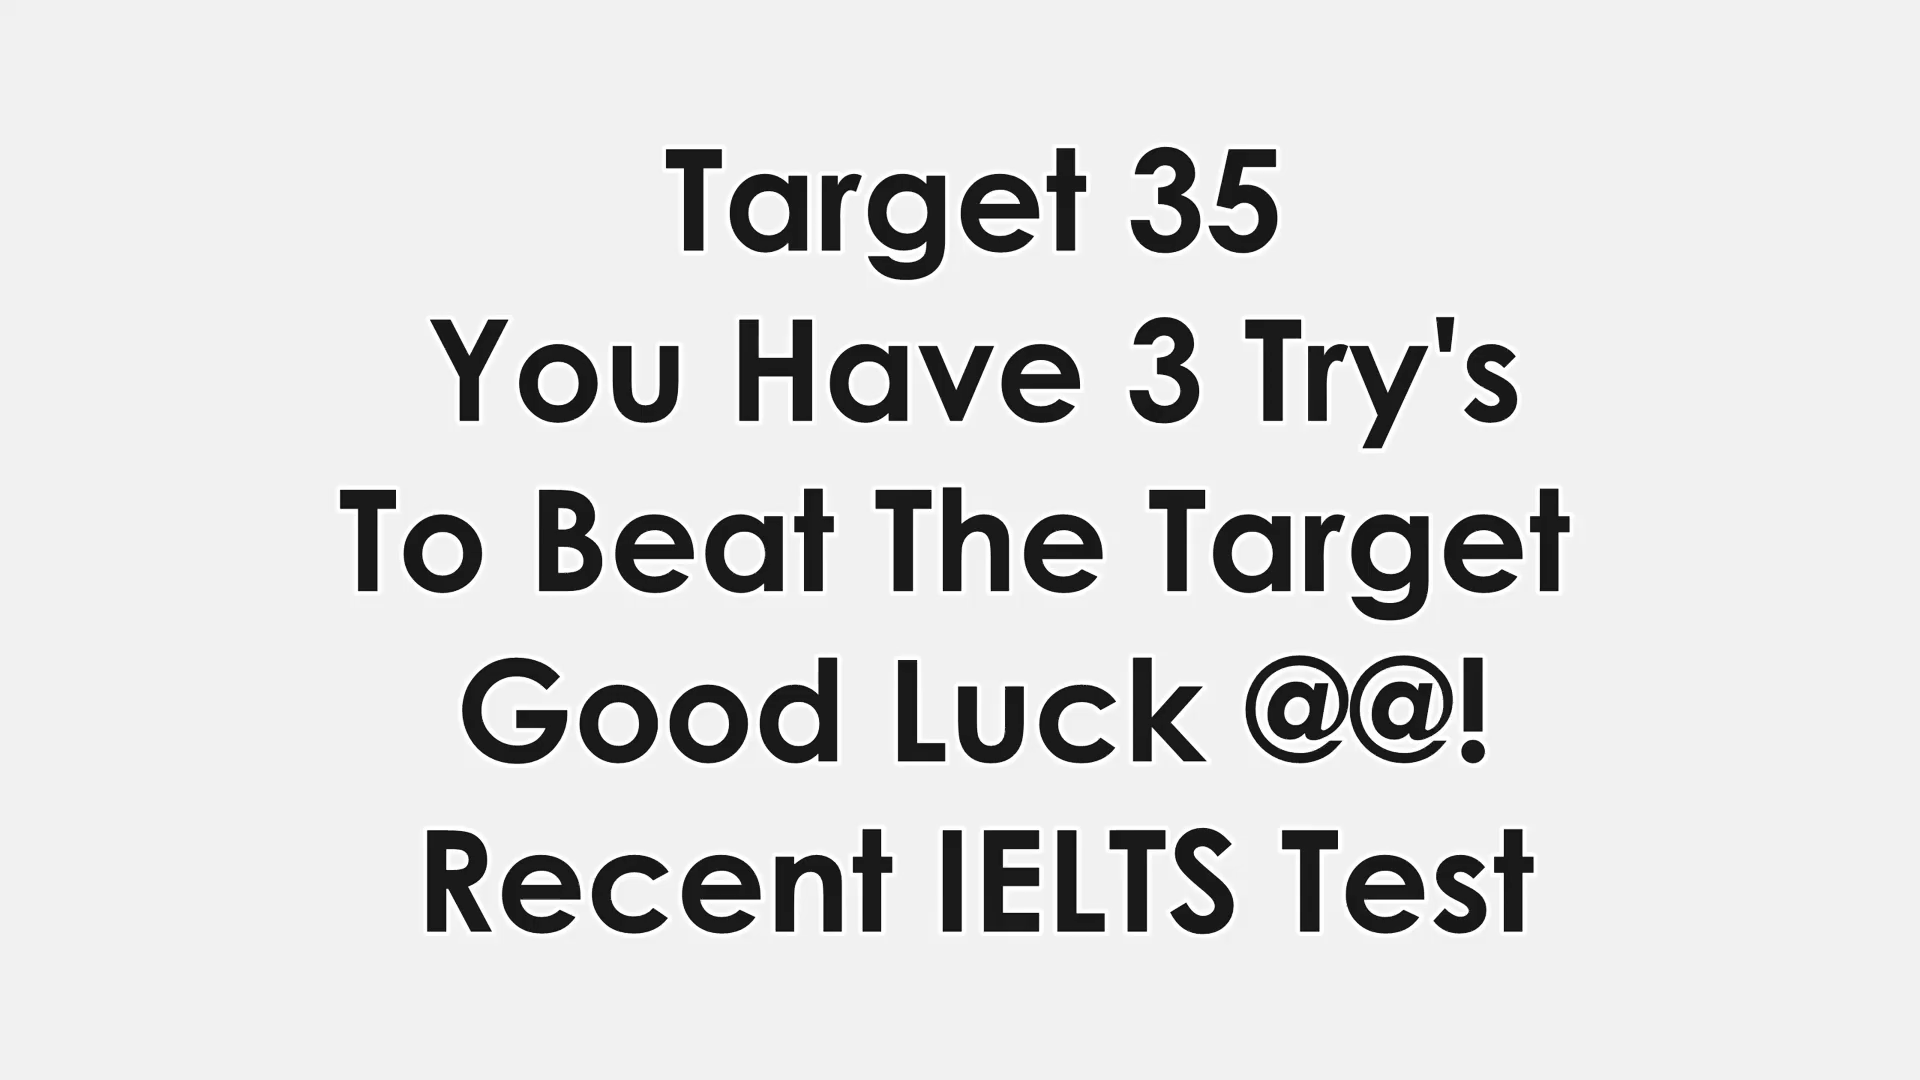 Target 35
You Have 3 Try's
To Beat The Target
Good Luck @@!
Recent IELTS Test